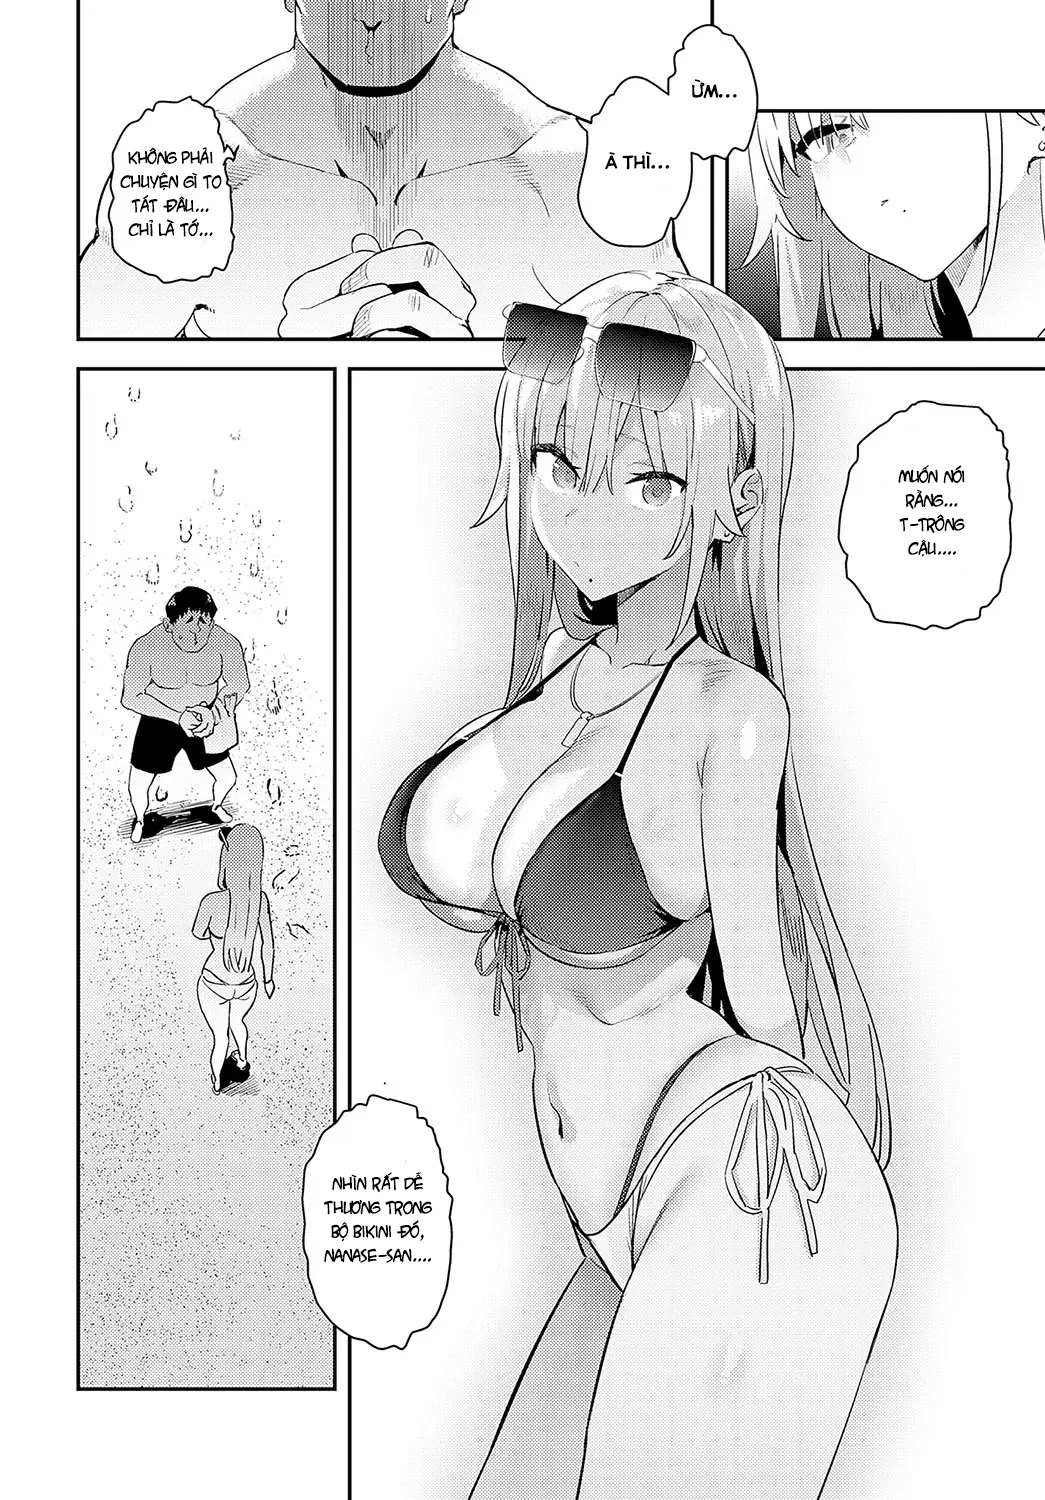 ỪM...
À THÌ...
KHÔNG PHẢI
CHUYỆN GÌ TO
TÁT ĐÂU...
CHỈ LÀ TỚ...
MUỐN NÓI
RẰNG...
T-TRÔNG
CẬU....
NHÌN RẤT DỄ
THƯƠNG TRONG
BỘ BIKINI ĐÓ,
NANASE-SAN....